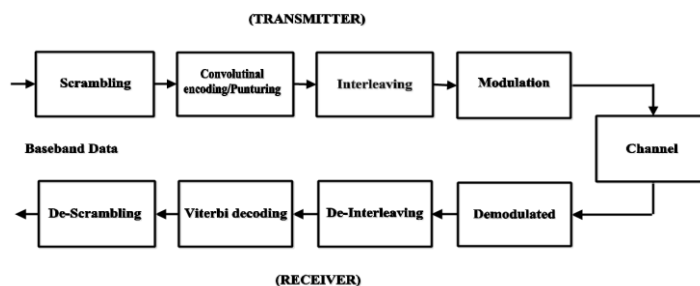 (TRANSMITTER)
Scrambling
Convolutinal
encoding/Punturing
Interleaving
Modulation
Baseband Data
Channel
De-Scrambling
Viterbi decoding
De-Interleaving
Demodulated
(RECEIVER)